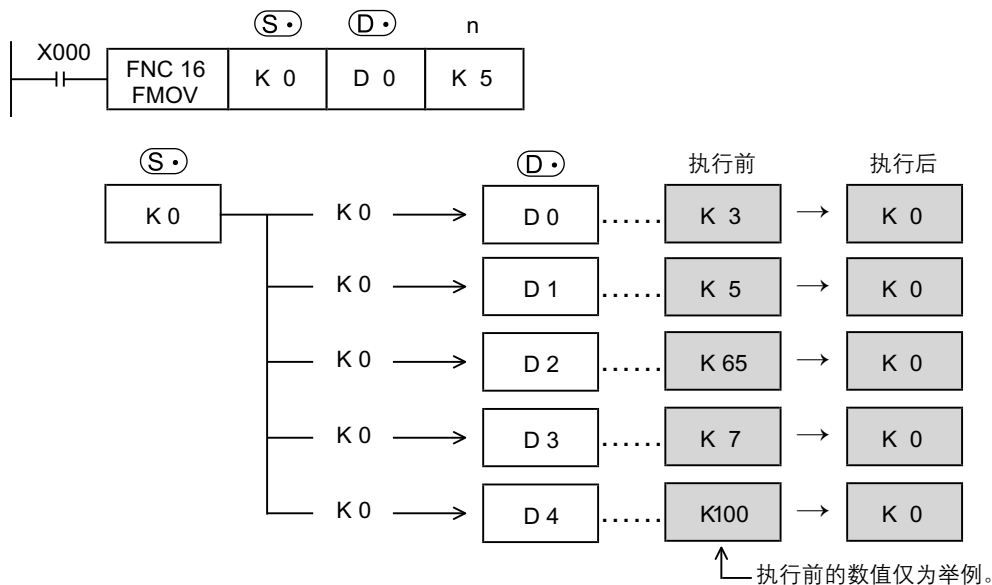 S· D· n
X000 FNC 16 FMOV K 0 D 0 K 5
S· D· 执行前 执行后
K 0 K 0 D 0 ...... K 3 → K 0
K 0 D 1 ...... K 5 → K 0
K 0 D 2 ...... K 65 → K 0
K 0 D 3 ...... K 7 → K 0
K 0 D 4 ...... K100 → K 0
执行前的数值仅为举例。